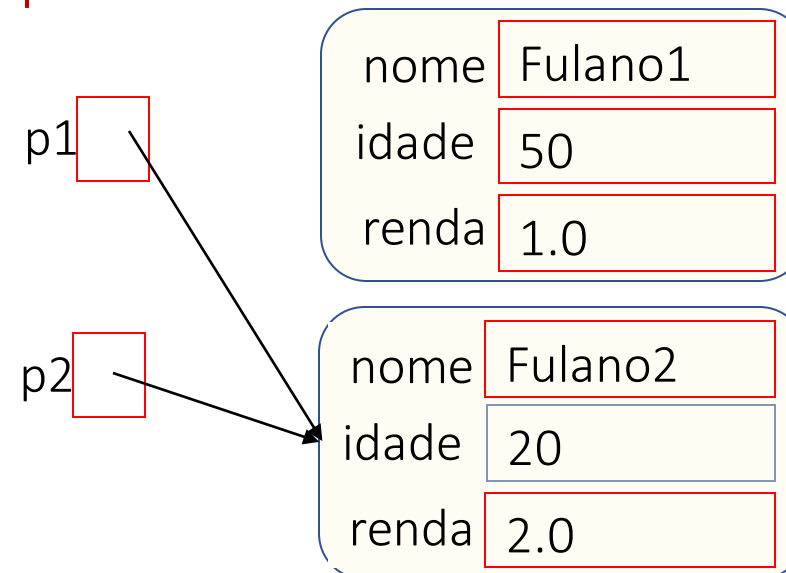 nome Fulano1
p1
idade 50
renda 1.0
nome Fulano2
p2
idade 20
renda 2.0